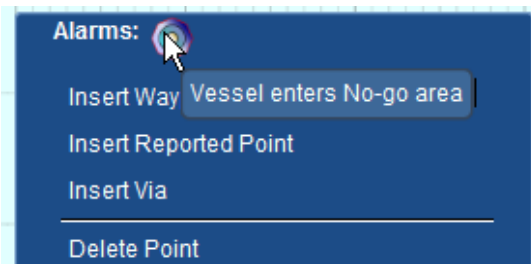 Alarms:
Insert Way
Vessel enters No-go area
Insert Reported Point
Insert Via
Delete Point